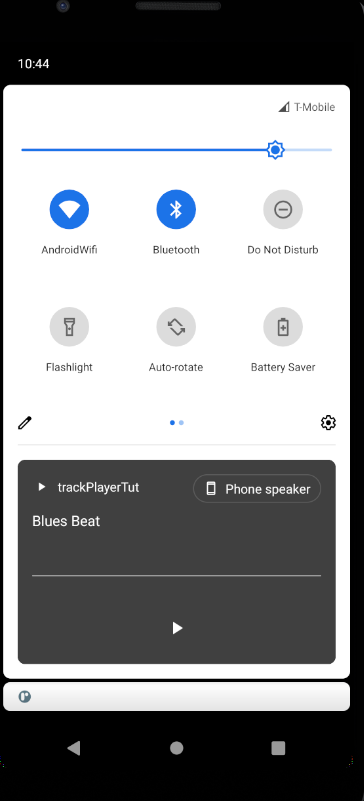 10:44
T-Mobile
AndroidWifi
Bluetooth
Do Not Disturb
Flashlight
Auto-rotate
Battery Saver
trackPlayerTut
Phone speaker
Blues Beat